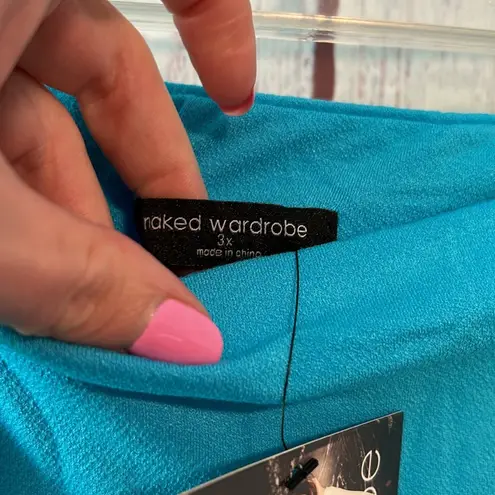 naked wardrobe
3x
made in china